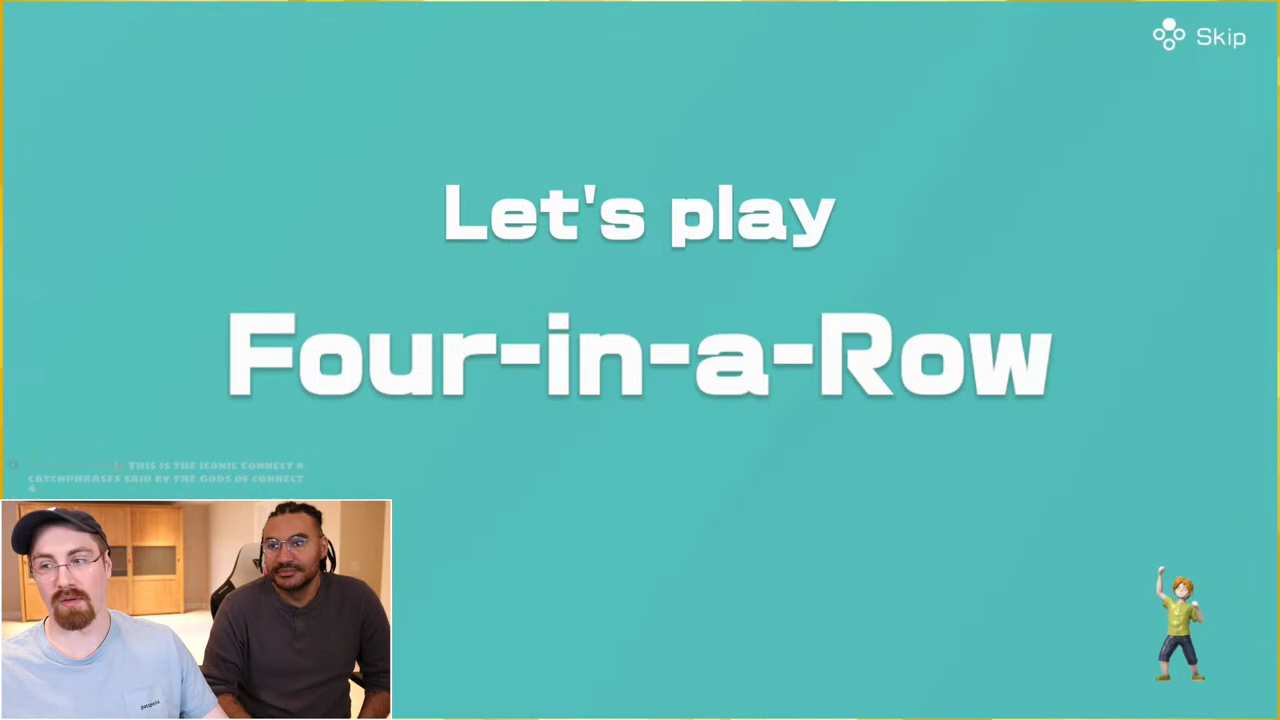 Skip
Let's play
Four-in-a-Row
THIS IS THE ICONIC CONNECT 4
CATCHPHRASES SAID BY THE GODS OF CONNECT
4
patagonia